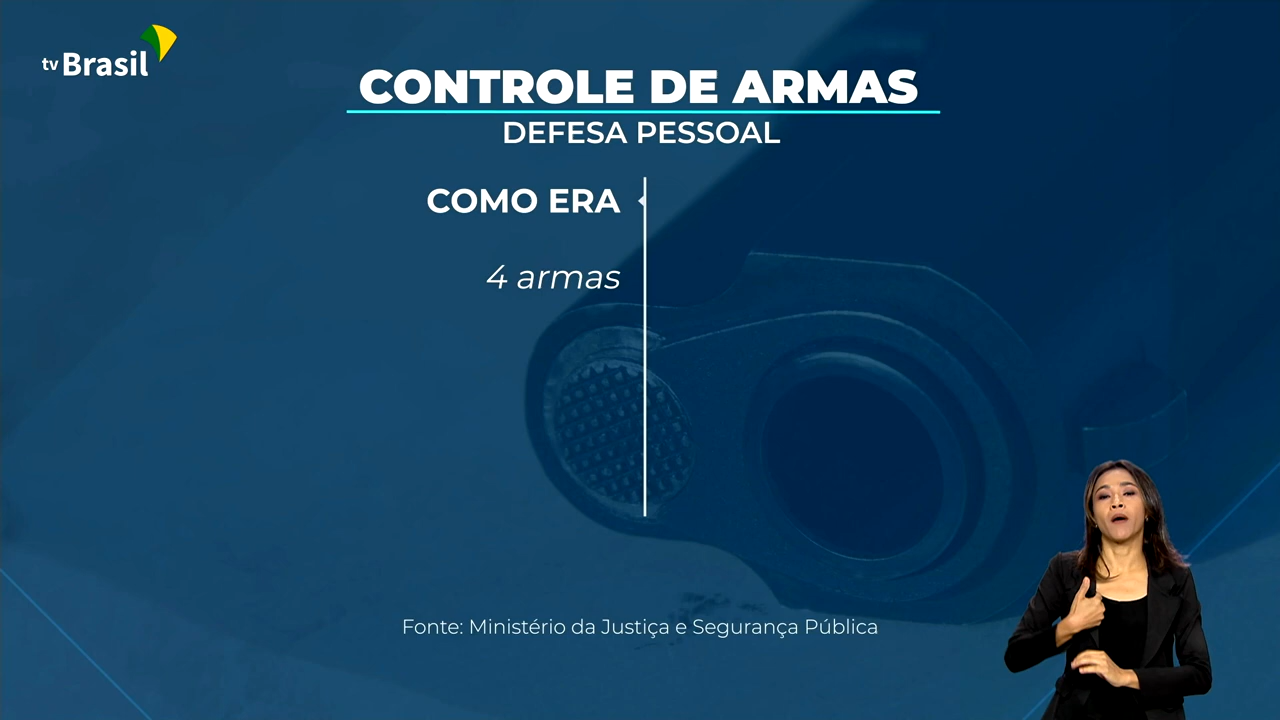 tv Brasil
CONTROLE DE ARMAS
DEFESA PESSOAL
COMO ERA
4 armas
Fonte: Ministério da Justiça e Segurança Pública